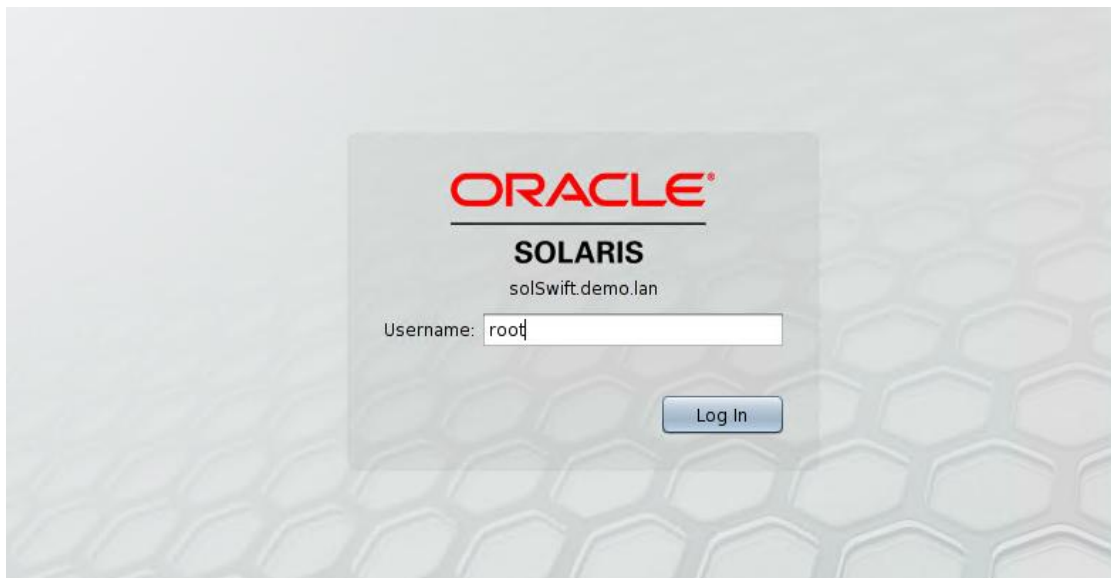 ORACLE®
SOLARIS
solSwift.demo.lan
Username: root
Log In